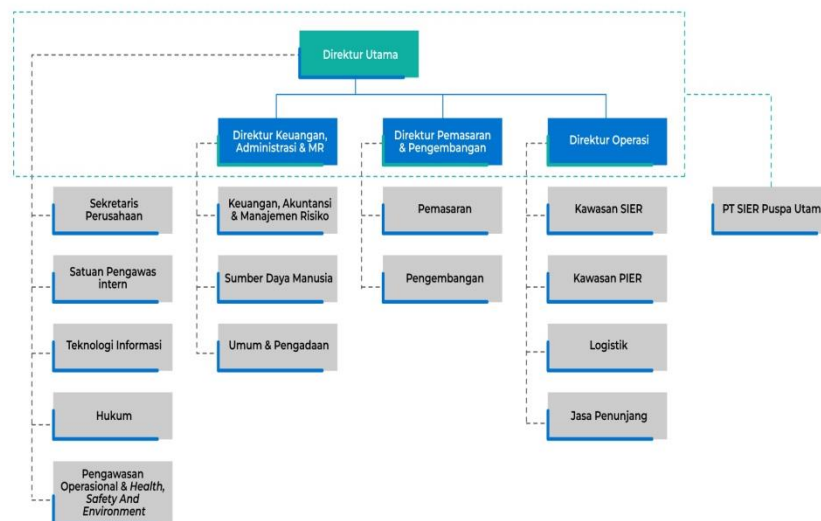 Direktur Utama
Direktur Keuangan,
Administrasi & MR
Direktur Pemasaran
& Pengembangan
Direktur Operasi
Sekretaris
Perusahaan
Keuangan, Akuntansi
& Manajemen Risiko
Pemasaran
Kawasan SIER
PT SIER Puspa Utam
Satuan Pengawas
intern
Sumber Daya Manusia
Pengembangan
Kawasan PIER
Teknologi Informasi
Umum & Pengadaan
Logistik
Hukum
Jasa Penunjang
Pengawasan
Operasional & Health,
Safety And
Environment